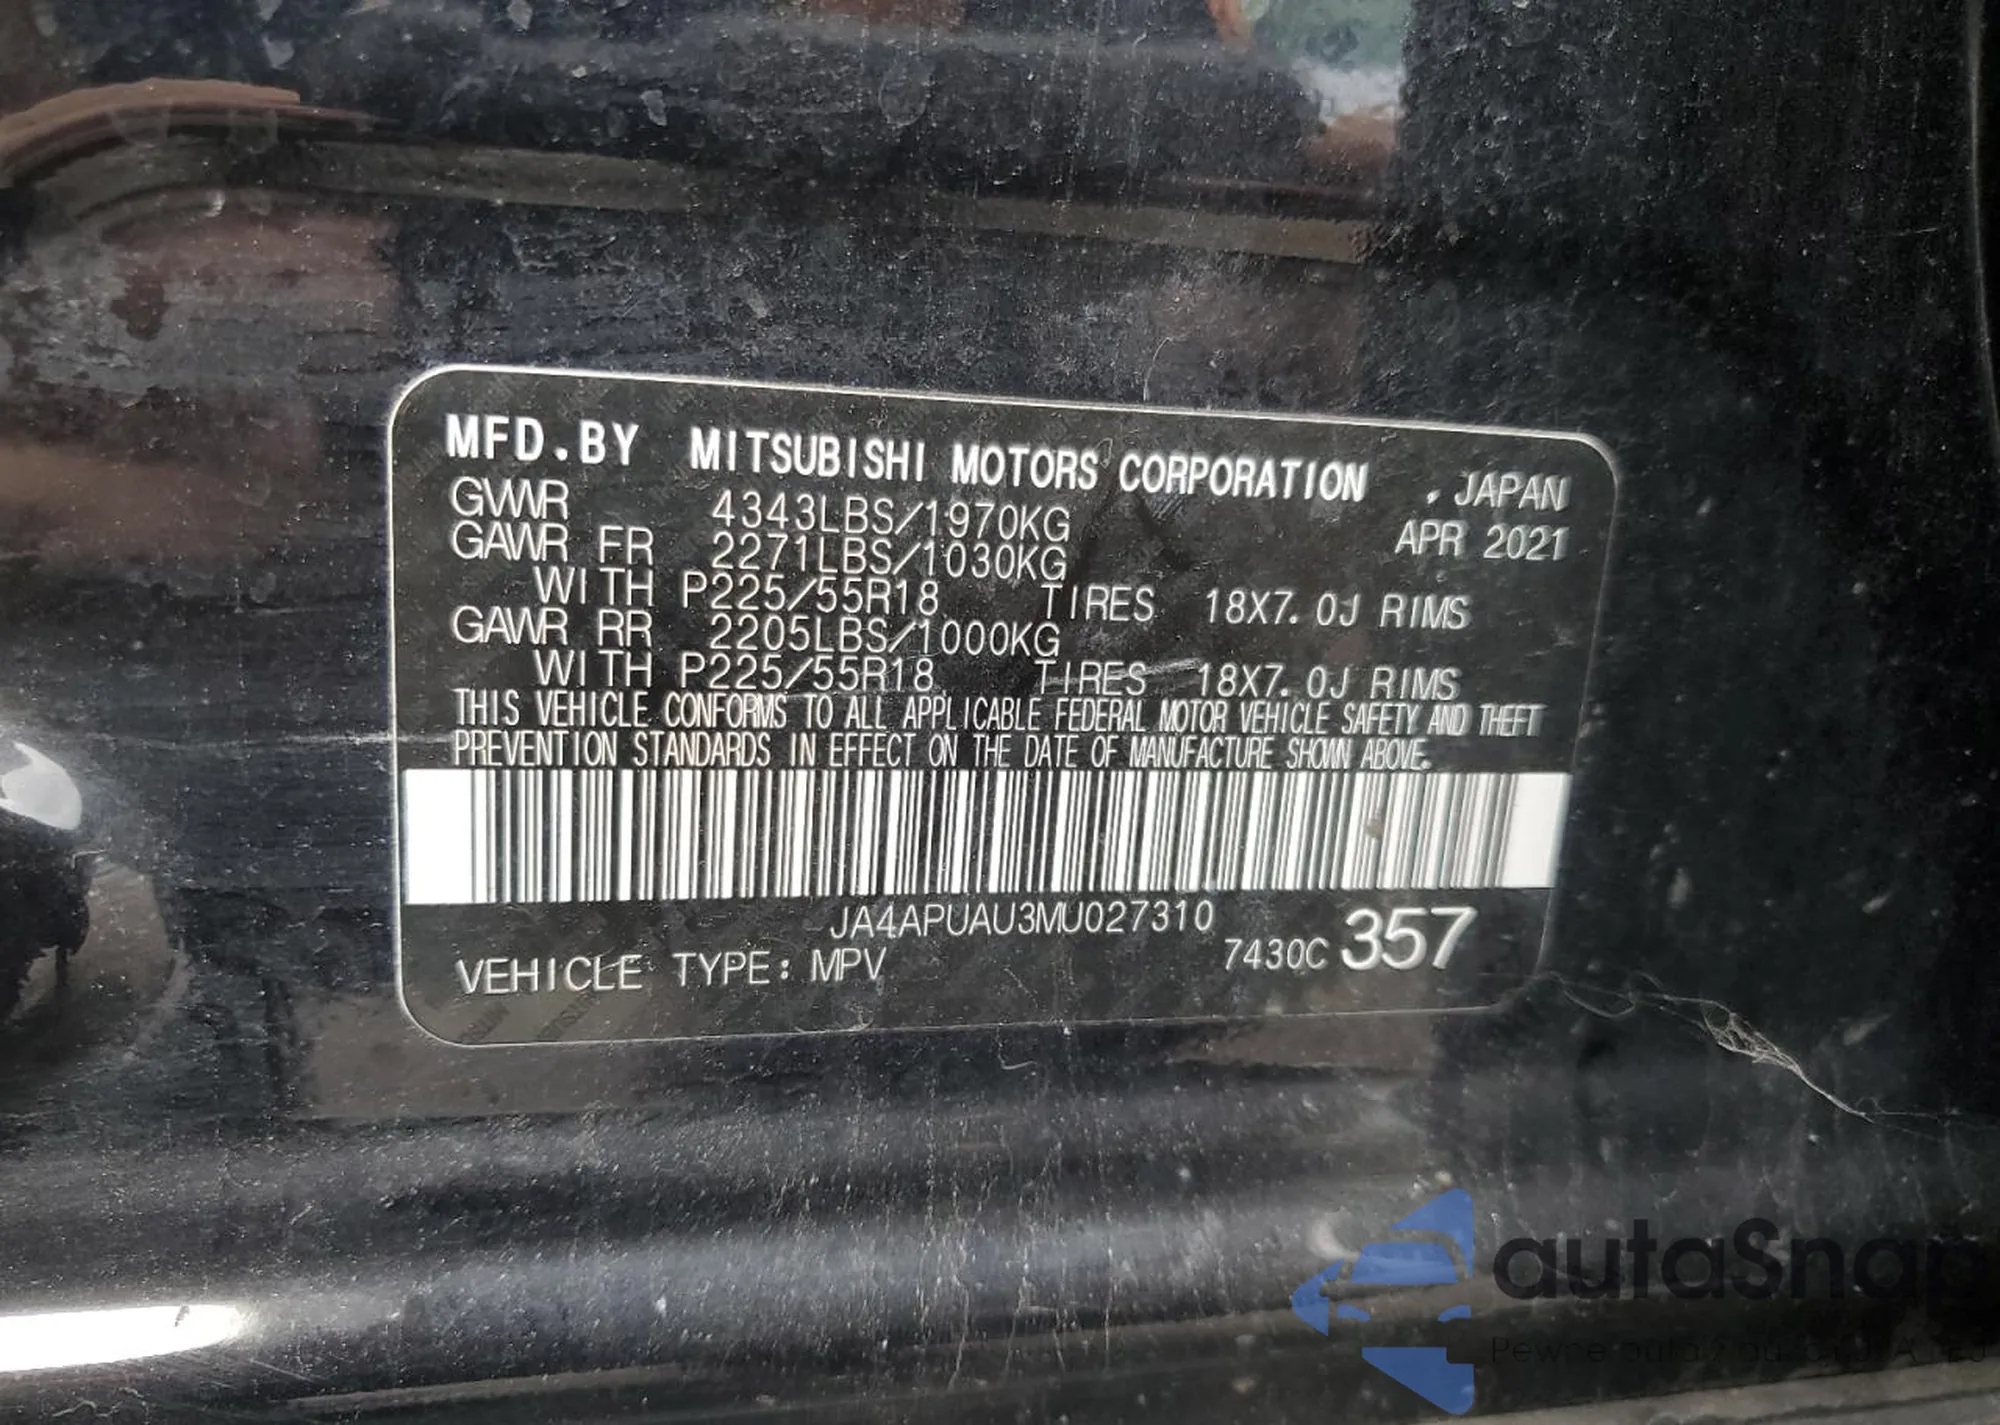 MFD.BY MITSUBISHI MOTORS CORPORATION , JAPAN
GVWR 4343LBS/1970KG APR 2021
GAWR FR 2271LBS/1030KG
WITH P225/55R18 TIRES 18X7.0J RIMS
GAWR RR 2205LBS/1000KG
WITH P225/55R18 TIRES 18X7.0J RIMS
THIS VEHICLE CONFORMS TO ALL APPLICABLE FEDERAL MOTOR VEHICLE SAFETY AND THEFT
PREVENTION STANDARDS IN EFFECT ON THE DATE OF MANUFACTURE SHOWN ABOVE.
JA4APUAU3MU027310
7430C 357
VEHICLE TYPE: MPV
autaSnap
Pewne auta z